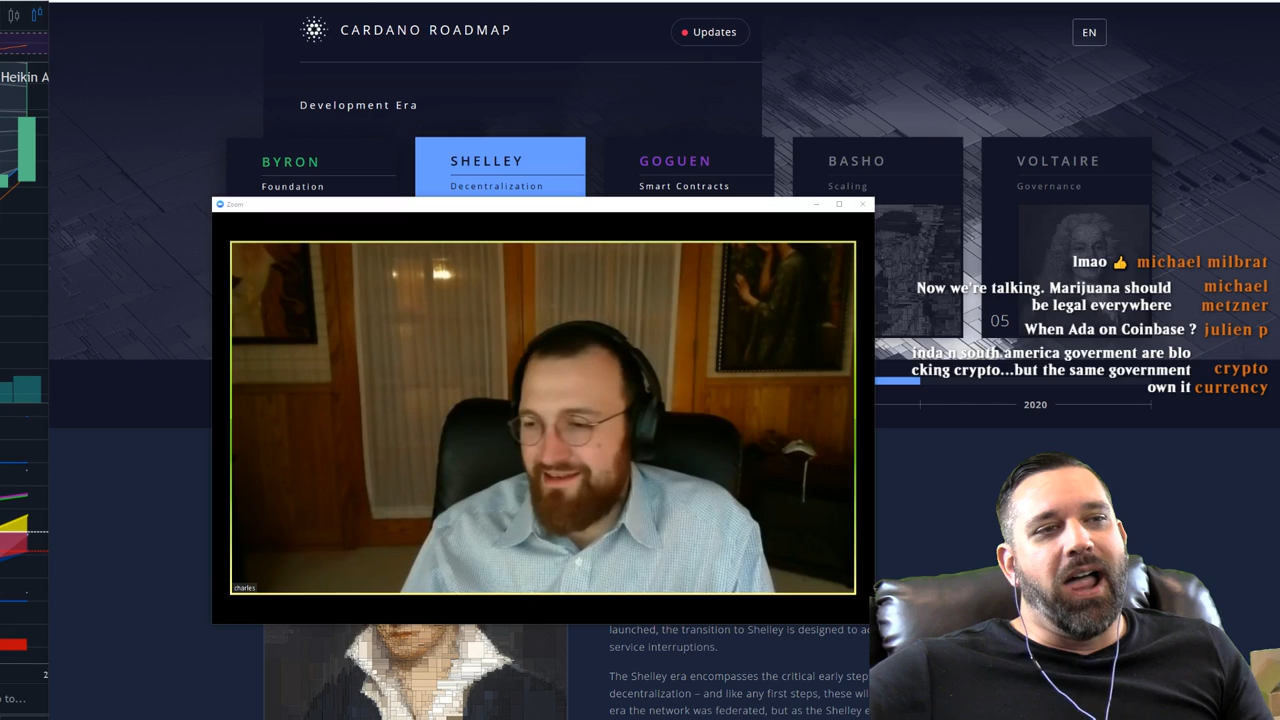 Heikin A
CARDANO ROADMAP
Updates
EN
Development Era
BYRON
Foundation
SHELLEY
Decentralization
GOGUEN
Smart Contracts
BASHO
Scaling
VOLTAIRE
Governance
Zoom
lmao 👍 michael milbrat
Now we're talking. Marijuana should michael
be legal everywhere metzner
05
When Ada on Coinbase ? julien p
inda n south america goverment are blo
cking crypto...but the same government crypto
own it currency
2020
charles
launched, the transition to Shelley is designed to
service interruptions.
The Shelley era encompasses the critical early step
decentralization – and like any first steps, these
era the network was federated, but as the Shelley
2
to...